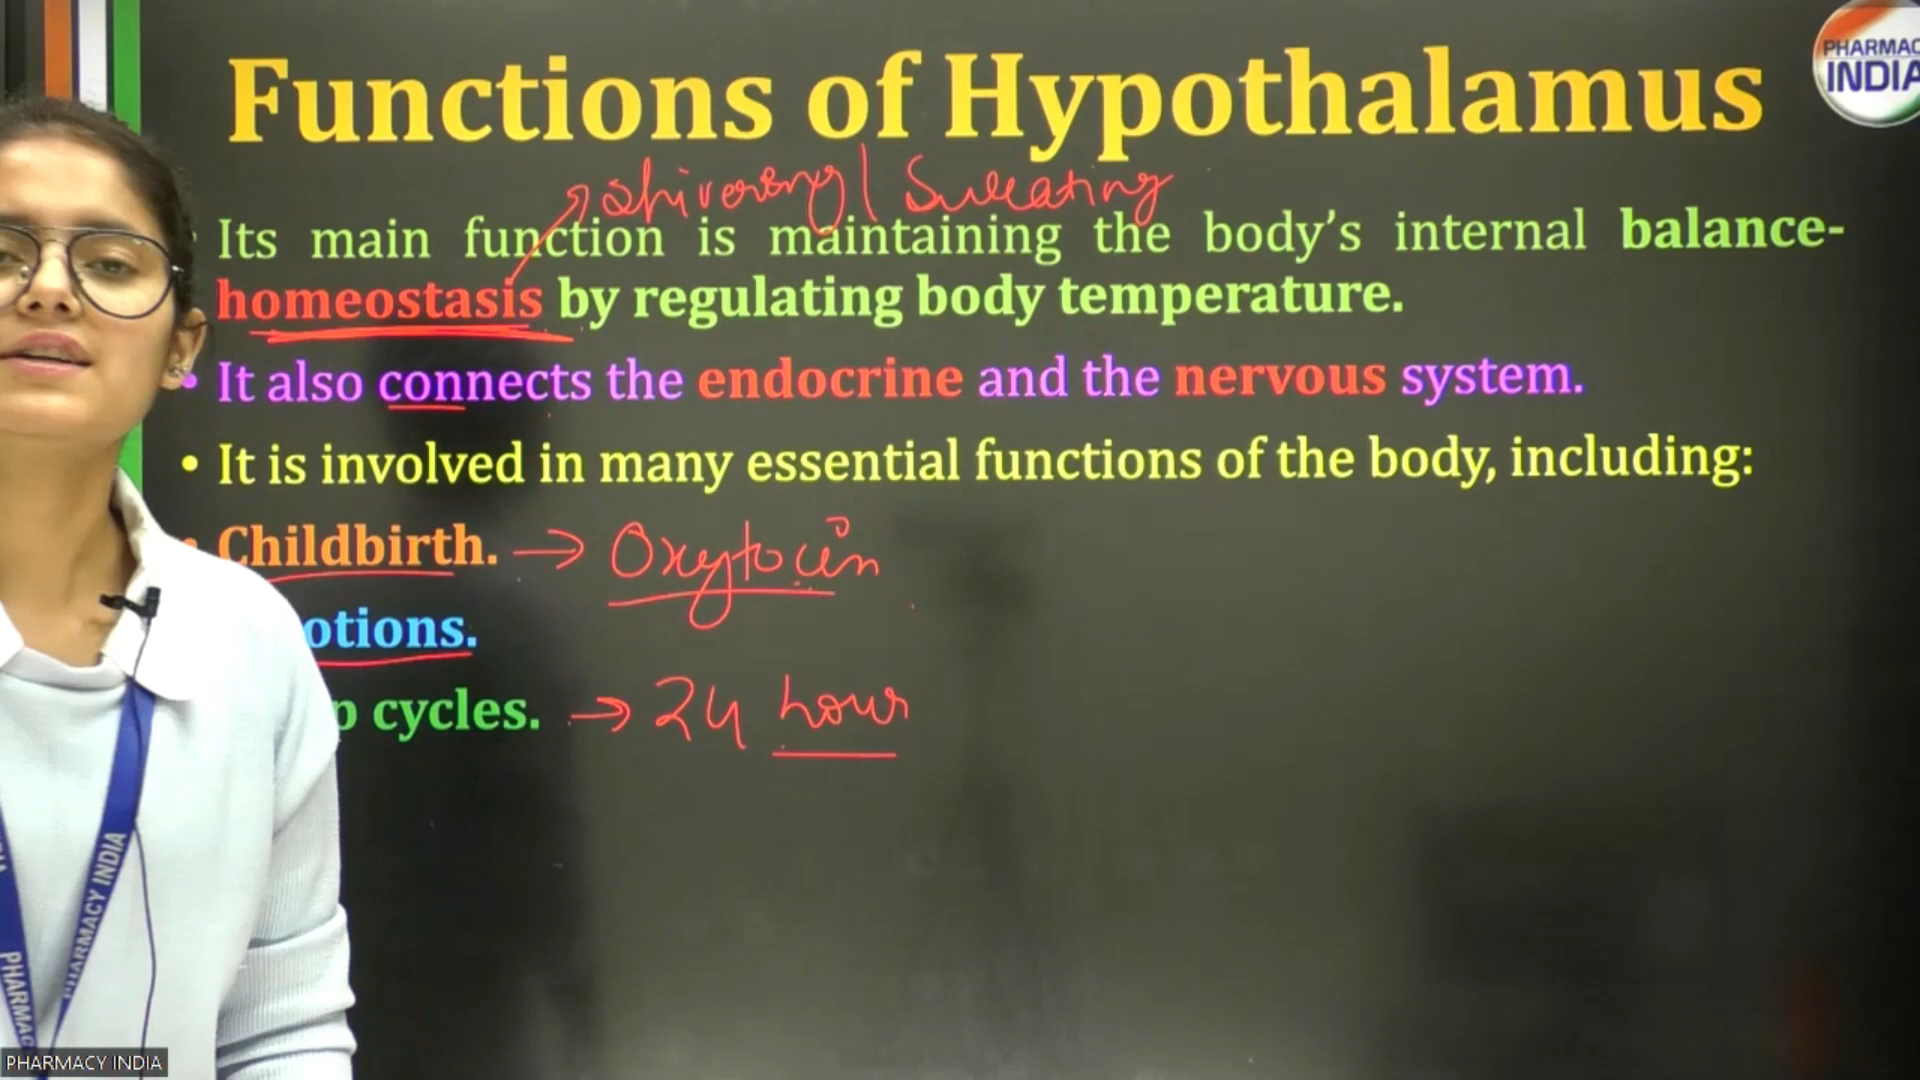 Functions of Hypothalamus
PHARMAC
INDIA
shivering | Sweating
Its main function is maintaining the body's internal balance-
homeostasis by regulating body temperature.
• It also connects the endocrine and the nervous system.
• It is involved in many essential functions of the body, including:
• Childbirth. → Oxytocin
otions.
p cycles. → 24 hour
PHARMACY INDIA
PHARMAC
PHARMACY INDIA